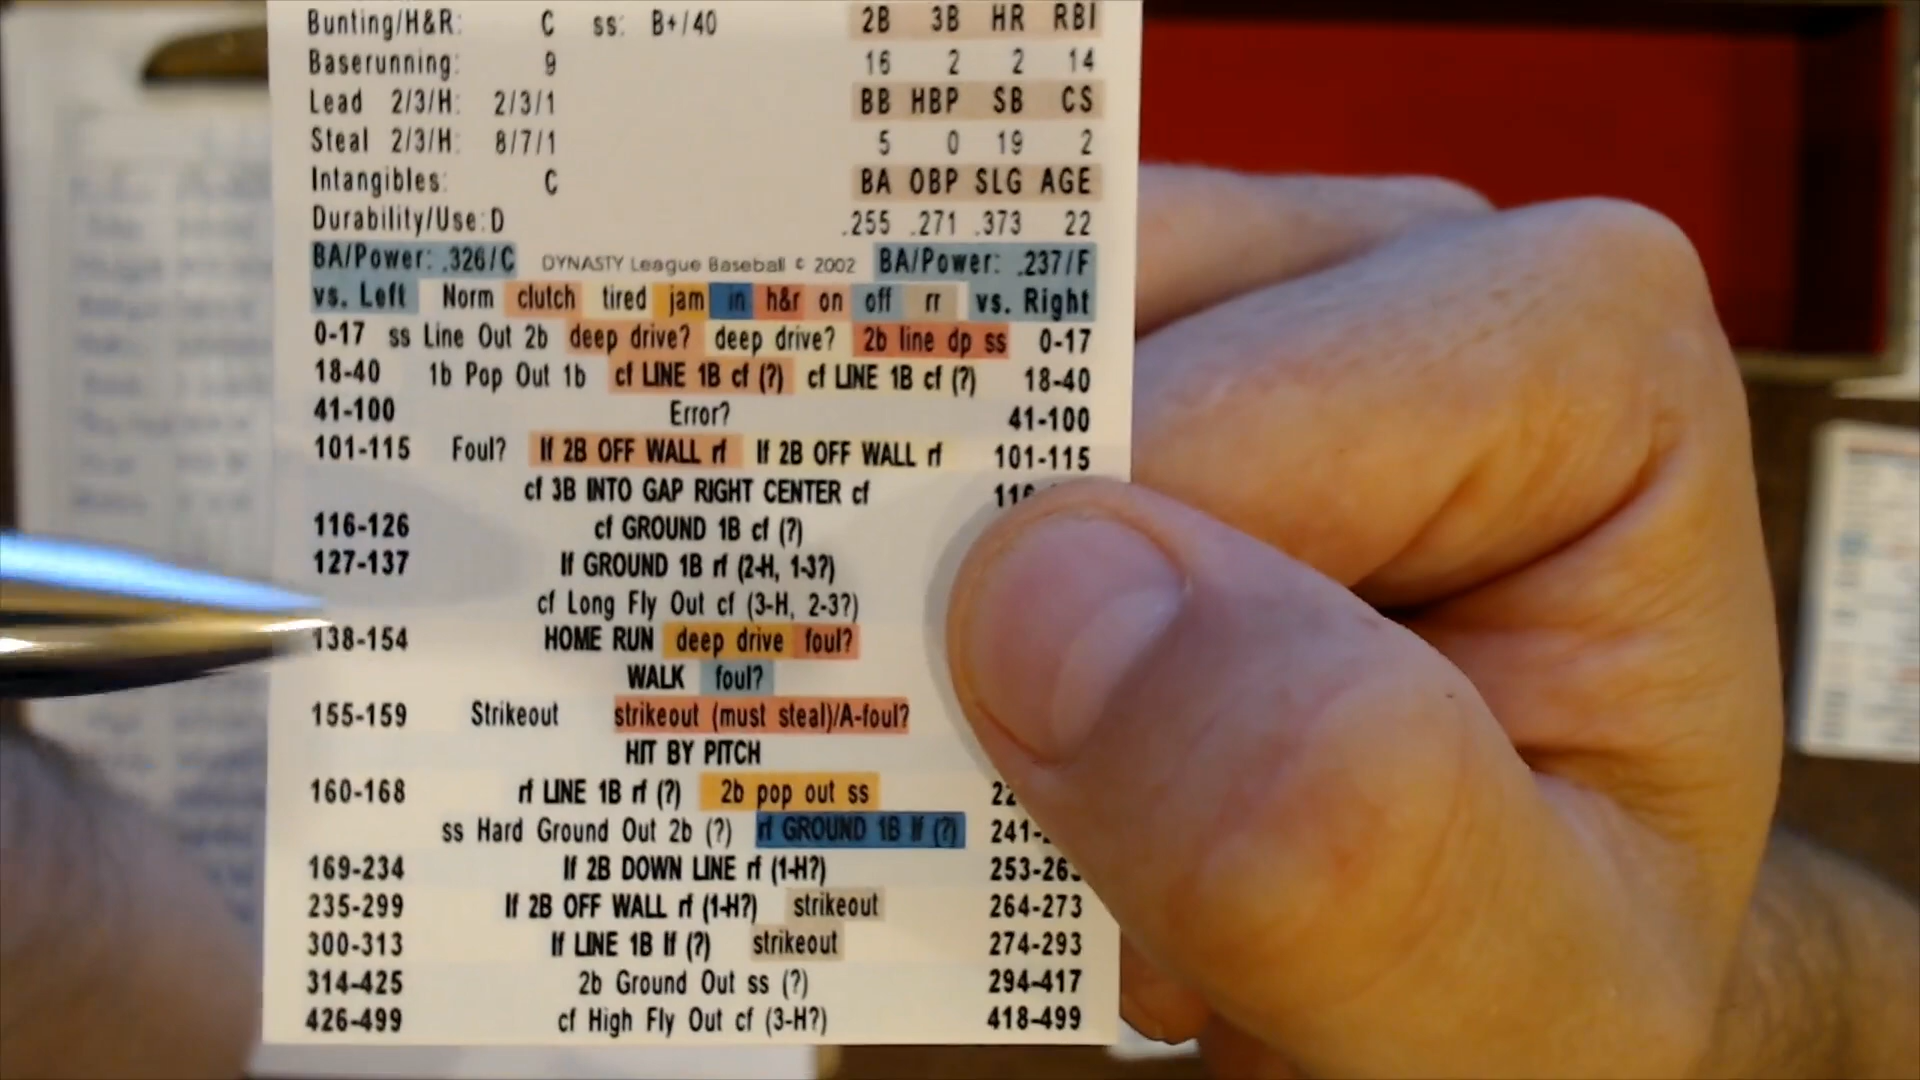 Bunting/H&R: C ss: B+/40 2B 3B HR RBI
Baserunning: 9 16 2 2 14
Lead 2/3/H: 2/3/1 BB HBP SB CS
Steal 2/3/H: 8/7/1 5 0 19 2
Intangibles: C BA OBP SLG AGE
Durability/Use: D .255 .271 .373 22
BA/Power: .326/C DYNASTY League Baseball © 2002 BA/Power: .237/F
vs. Left Norm clutch tired jam in h&r on off rr vs. Right
0-17 ss Line Out 2b deep drive? deep drive? 2b line dp ss 0-17
18-40 1b Pop Out 1b cf LINE 1B cf (?) cf LINE 1B cf (?) 18-40
41-100 Error? 41-100
101-115 Foul? lf 2B OFF WALL rf lf 2B OFF WALL rf 101-115
cf 3B INTO GAP RIGHT CENTER cf
116-126 cf GROUND 1B cf (?)
127-137 lf GROUND 1B rf (2-H, 1-3?)
cf Long Fly Out cf (3-H, 2-3?)
138-154 HOME RUN deep drive foul?
WALK foul?
155-159 Strikeout strikeout (must steal)/A-foul?
HIT BY PITCH
160-168 rf LINE 1B rf (?) 2b pop out ss
ss Hard Ground Out 2b (?) rf GROUND 1B lf (?) 241-
169-234 lf 2B DOWN LINE rf (1-H?) 253-263
235-299 lf 2B OFF WALL rf (1-H?) strikeout 264-273
300-313 lf LINE 1B lf (?) strikeout 274-293
314-425 2b Ground Out ss (?) 294-417
426-499 cf High Fly Out cf (3-H?) 418-499